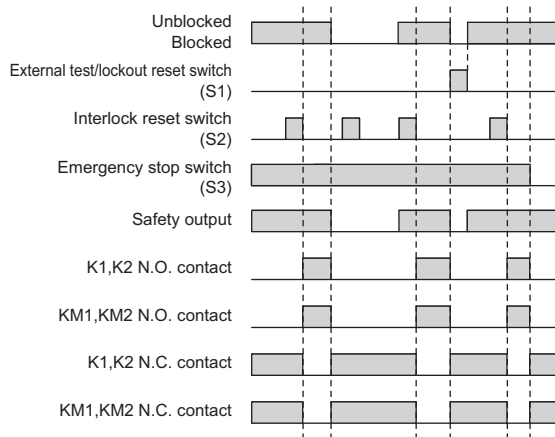 Unblocked
Blocked
External test/lockout reset switch
(S1)
Interlock reset switch
(S2)
Emergency stop switch
(S3)
Safety output
K1,K2 N.O. contact
KM1,KM2 N.O. contact
K1,K2 N.C. contact
KM1,KM2 N.C. contact